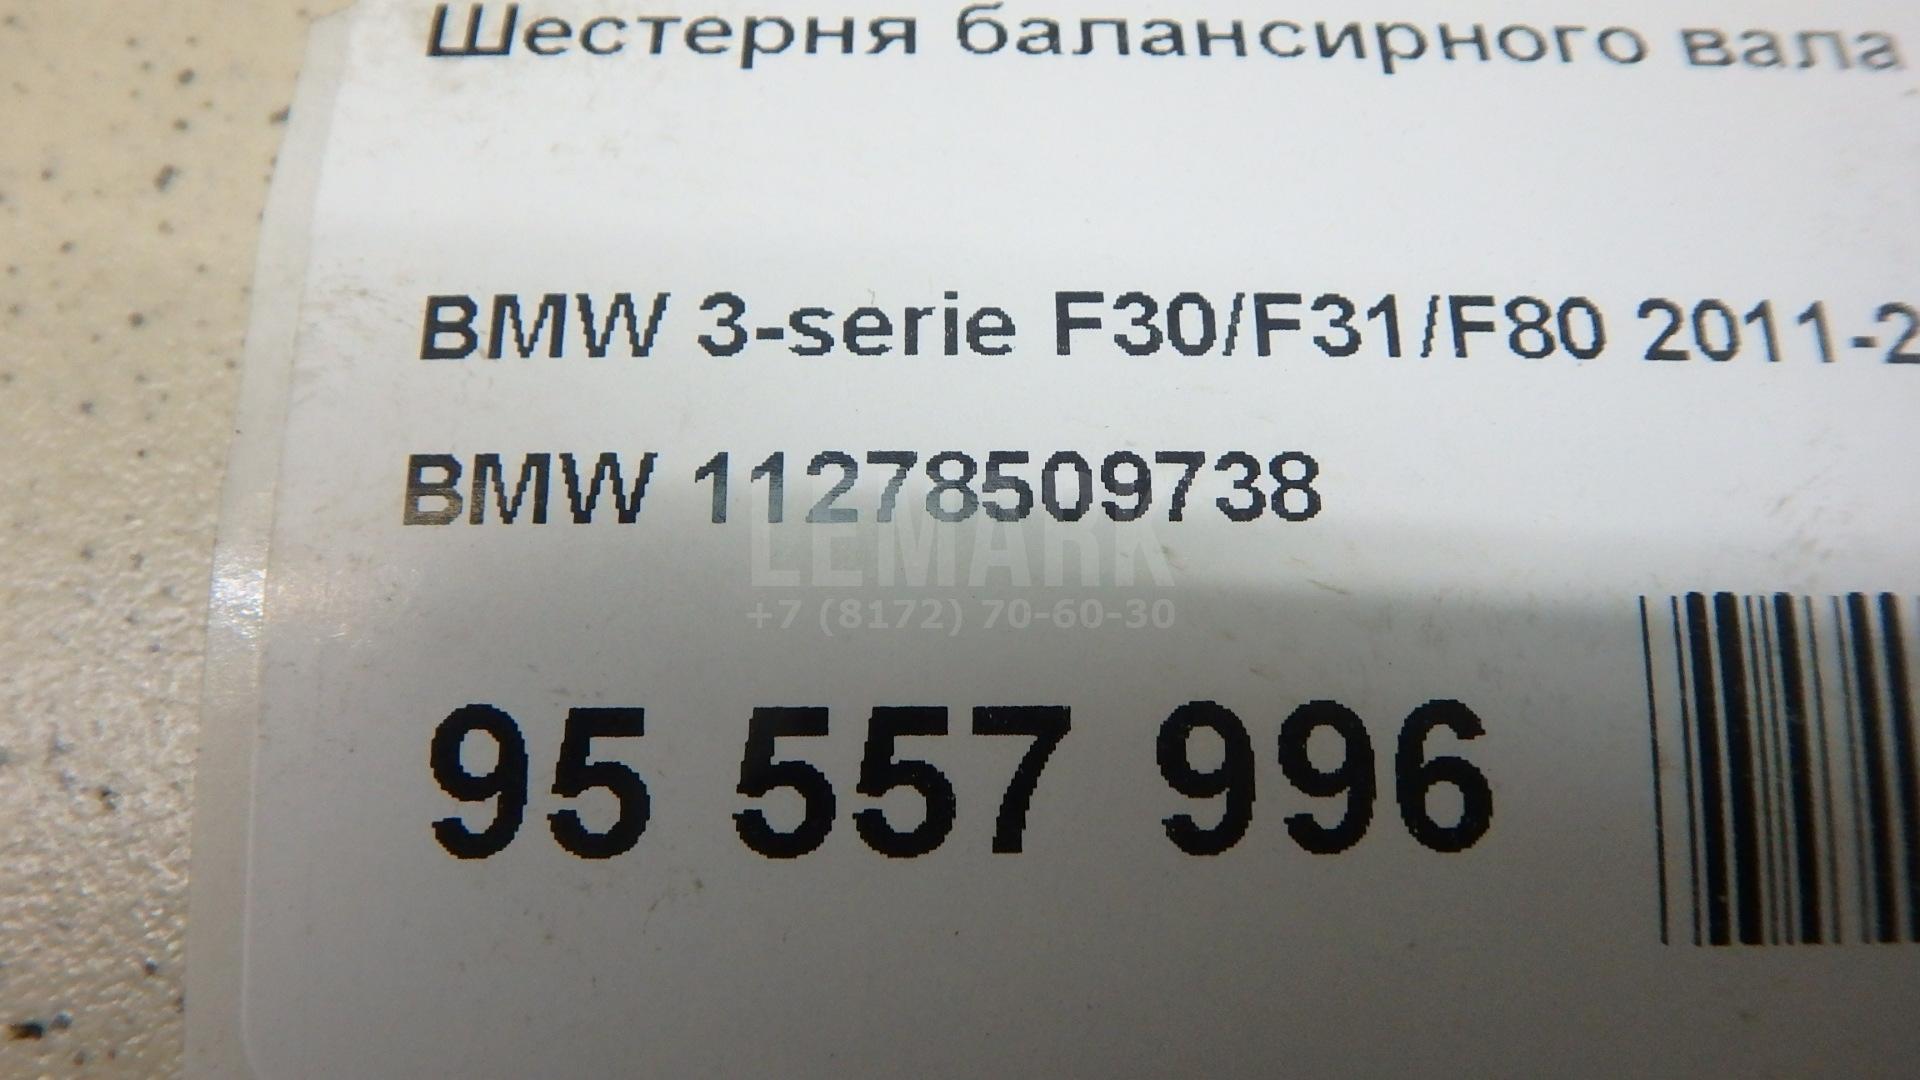 Шестерня балансирного вала
BMW 3-serie F30/F31/F80 2011-2
BMW 11278509738
LEMARK
+7 (8172) 70-60-30
95 557 996